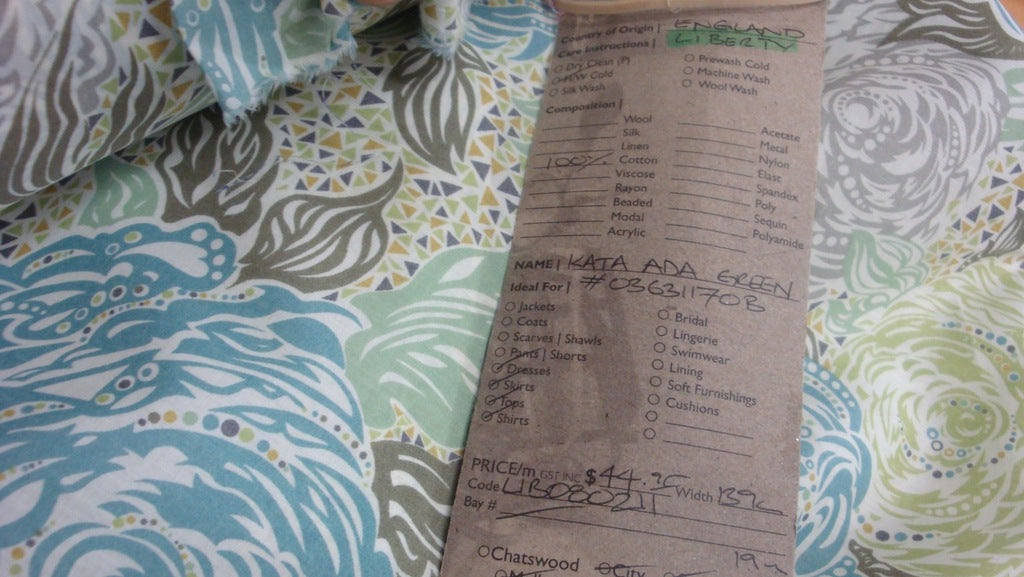 Country of Origin | ENGLAND
Care Instructions | LIBERTY
Dry Clean (P) Prewash Cold
H/W Cold Machine Wash
Silk Wash Wool Wash
Composition |
Wool Acetate
Silk Metal
Linen Nylon
100% Cotton Elast
Viscose Spandex
Rayon Poly
Beaded Sequin
Modal Polyamide
Acrylic
NAME | KATA ADA GREEN
Ideal For | #03631170B
Jackets Bridal
Coats Lingerie
Scarves | Shawls Swimwear
Pants | Shorts Lining
Dresses Soft Furnishings
Skirts Cushions
Tops
Shirts
PRICE/m GST INC $44.
Code Width
Bay #
Chatswood City